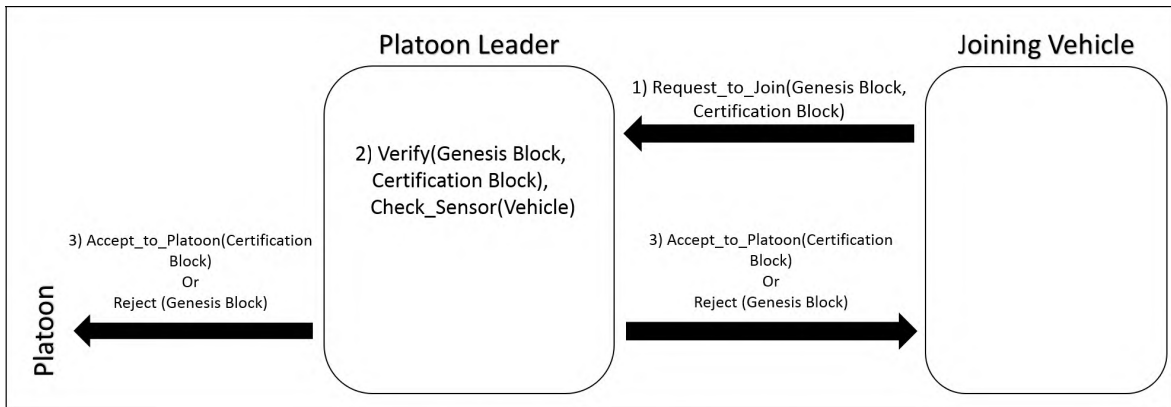 Platoon Leader
Joining Vehicle
1) Request_to_Join(Genesis Block,
Certification Block)
2) Verify(Genesis Block,
Certification Block),
Check_Sensor(Vehicle)
3) Accept_to_Platoon(Certification
Block)
Or
Reject (Genesis Block)
3) Accept_to_Platoon(Certification
Block)
Or
Reject (Genesis Block)
Platoon